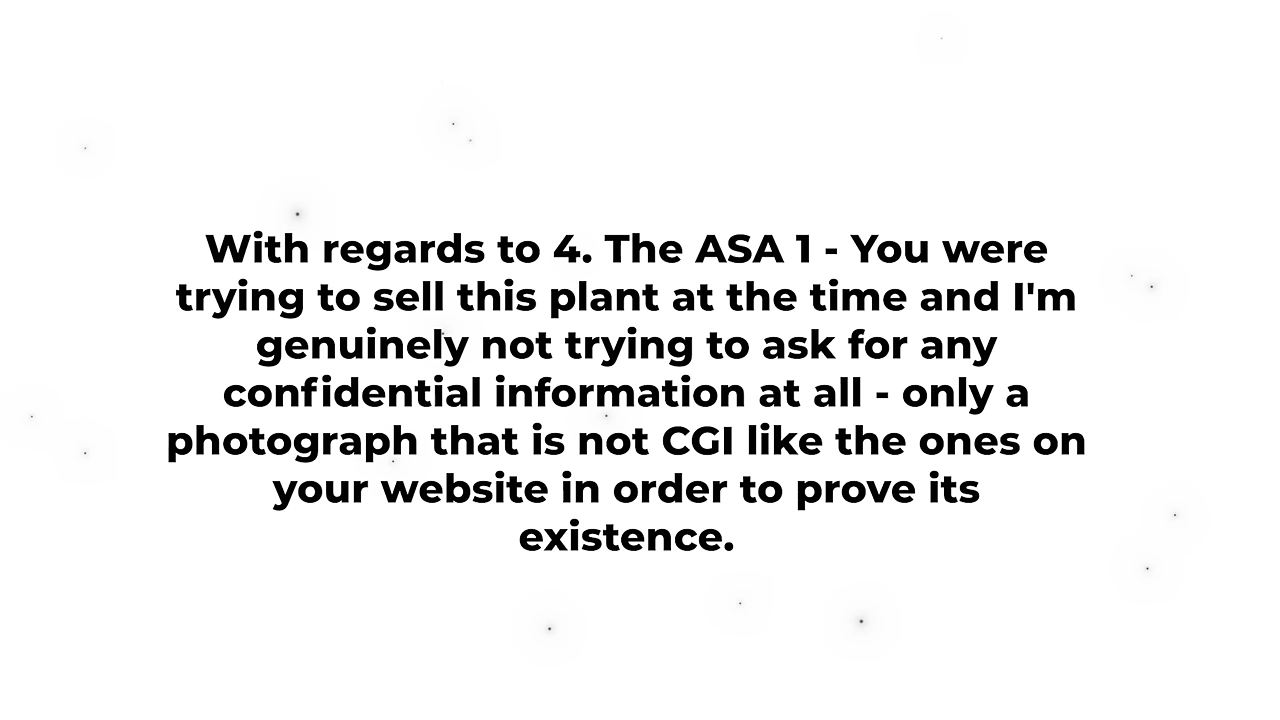 With regards to 4. The ASA 1 - You were
trying to sell this plant at the time and I'm
genuinely not trying to ask for any
confidential information at all - only a
photograph that is not CGI like the ones on
your website in order to prove its
existence.